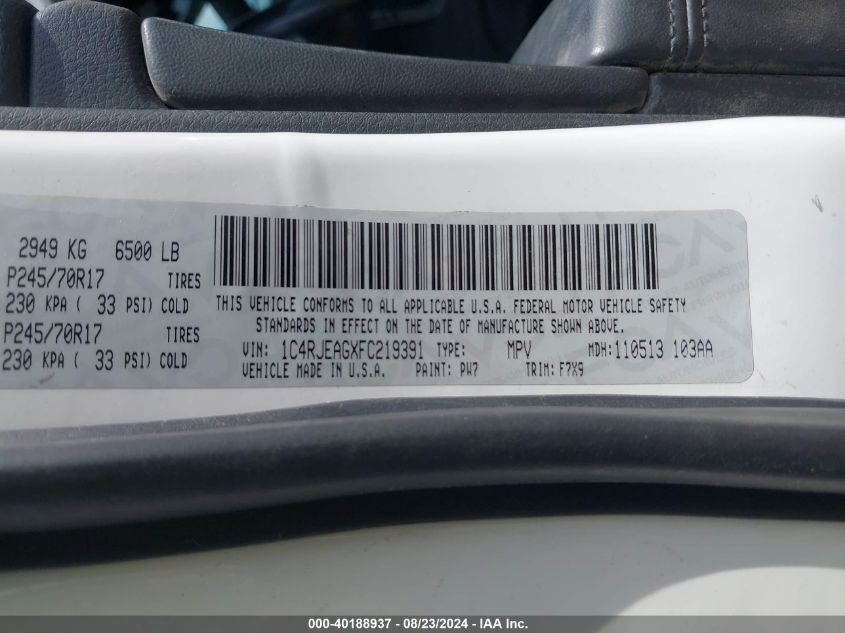 2949 KG 6500 LB
P245/70R17 TIRES
230 KPA ( 33 PSI) COLD
P245/70R17 TIRES
230 KPA ( 33 PSI) COLD
THIS VEHICLE CONFORMS TO ALL APPLICABLE U.S.A. FEDERAL MOTOR VEHICLE SAFETY
STANDARDS IN EFFECT ON THE DATE OF MANUFACTURE SHOWN ABOVE.
VIN: 1C4RJEAGXFC219391 TYPE: MPV MDH:110513 103AA
VEHICLE MADE IN U.S.A. PAINT: PW7 TRIM: F7X9
000-40188937 - 08/23/2024 - IAA Inc.